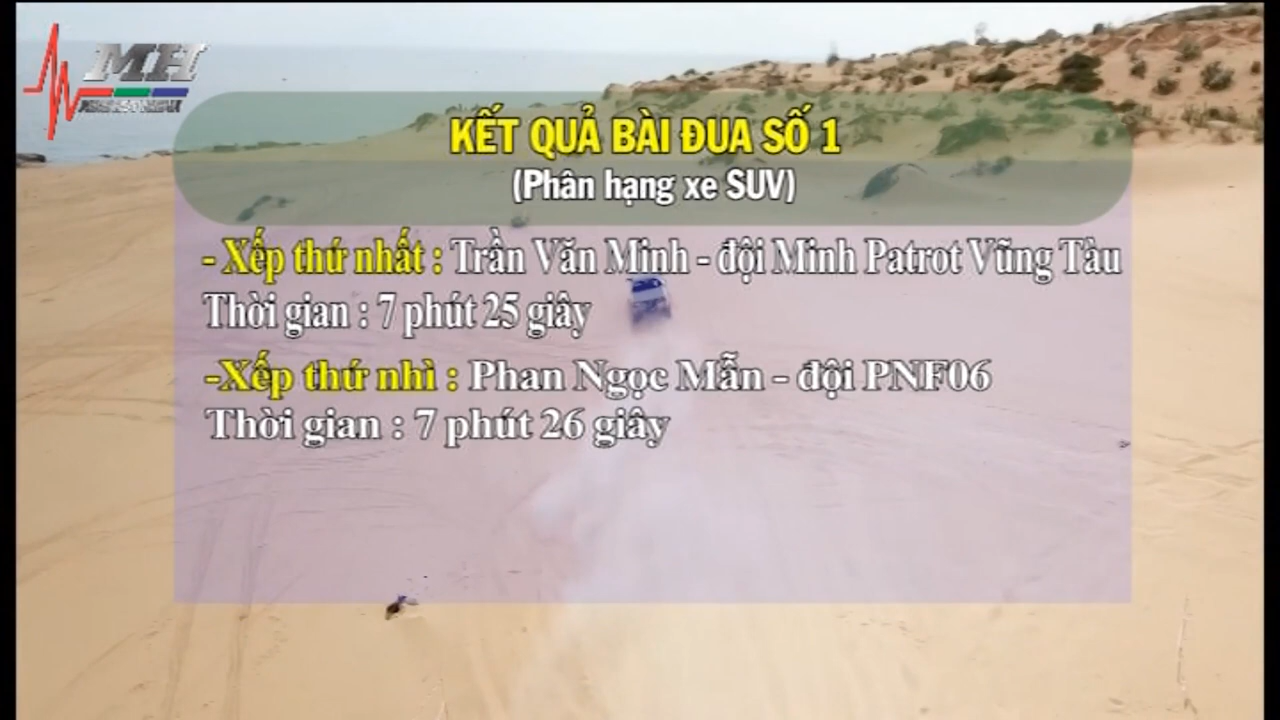 MH
KẾT QUẢ BÀI ĐUA SỐ 1
(Phân hạng xe SUV)
- Xếp thứ nhất : Trần Văn Minh - đội Minh Patrot Vũng Tàu
Thời gian : 7 phút 25 giây
-Xếp thứ nhì : Phan Ngọc Mẫn - đội PNF06
Thời gian : 7 phút 26 giây